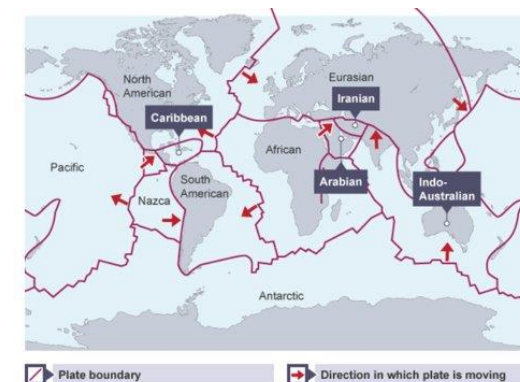 North
American
Eurasian
Iranian
Caribbean
African
Pacific
South
American
Arabian
Indo-
Australian
Nazca
Antarctic
Plate boundary
Direction in which plate is moving